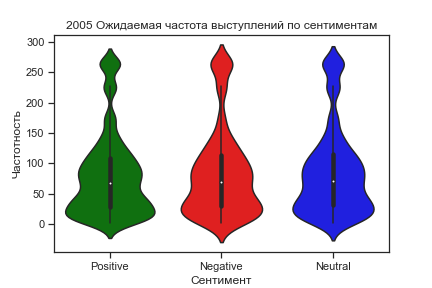 2005 Ожидаемая частота выступлений по сентиментам
300
250
200
150
100
50
0
Частотность
Positive
Negative
Neutral
Сентимент